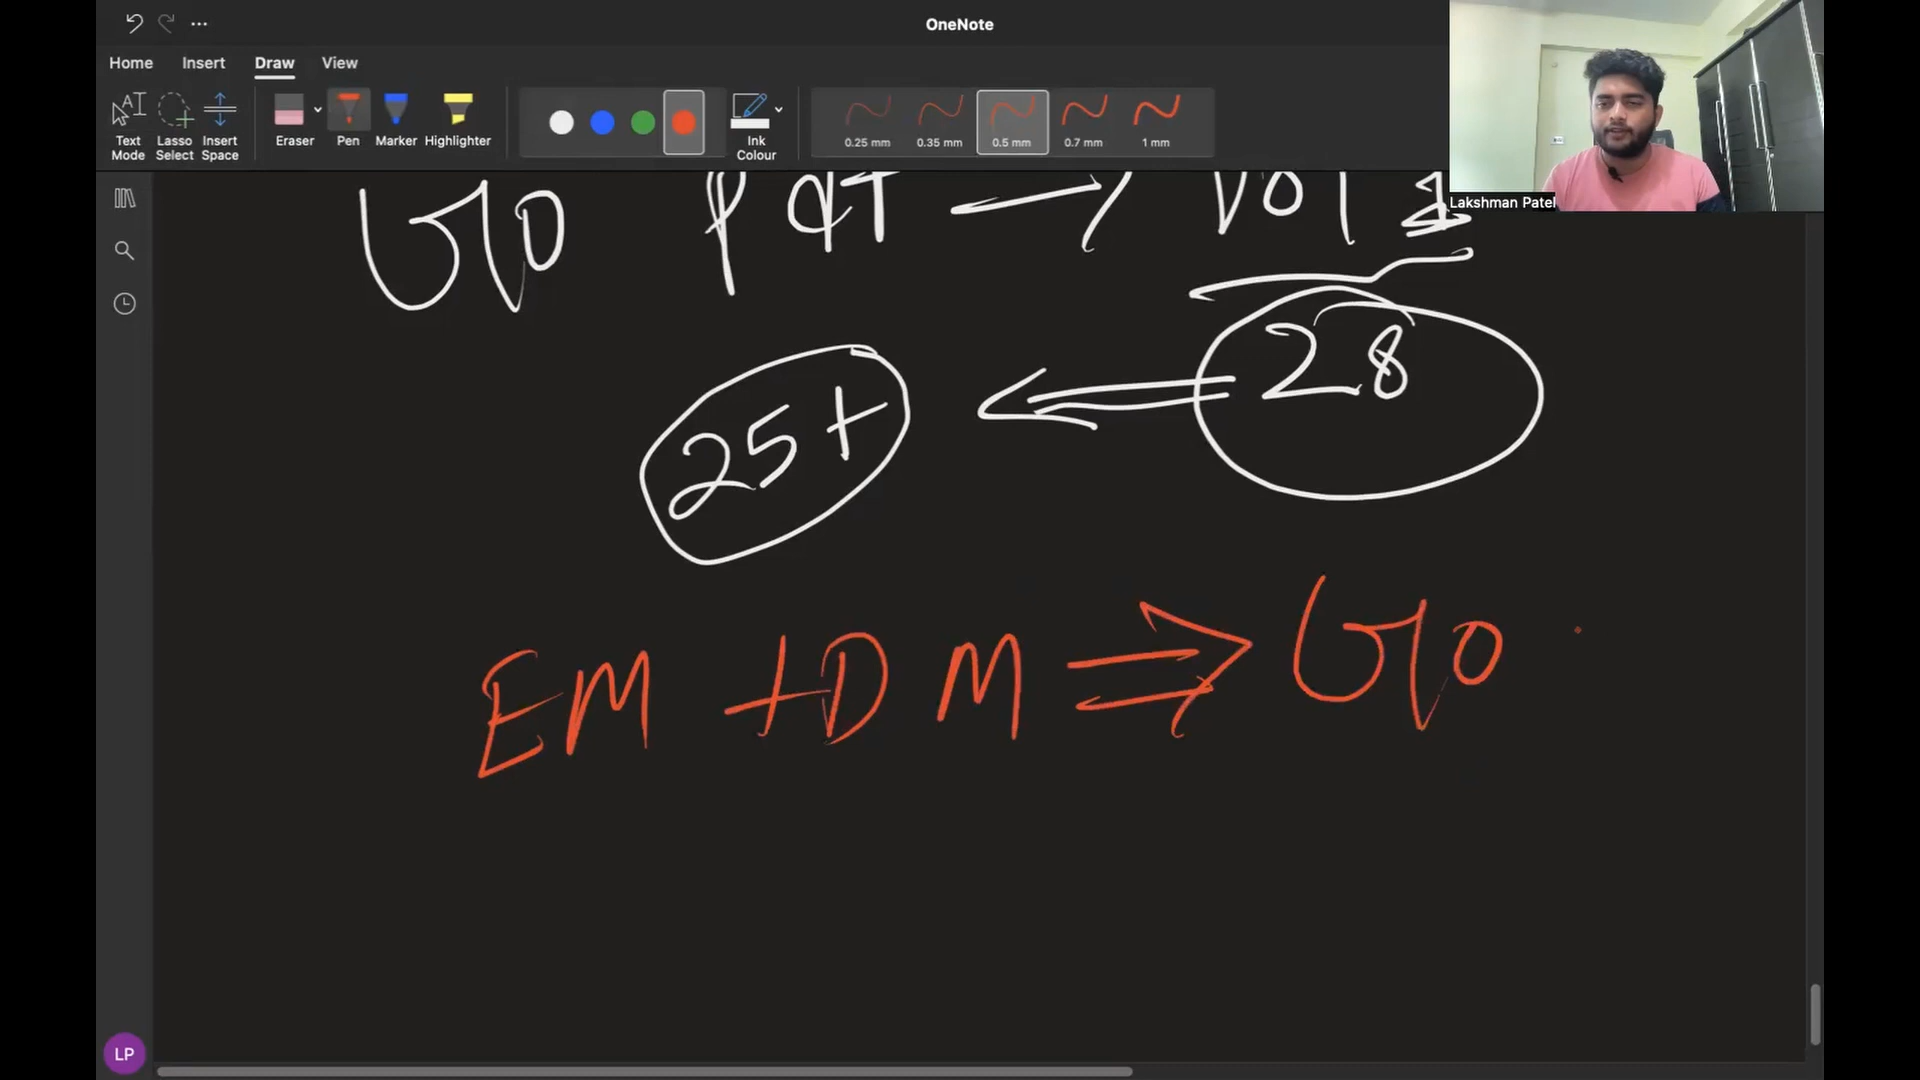 OneNote
Home Insert Draw View
Text Mode
Lasso Select
Insert Space
Eraser
Pen
Marker
Highlighter
Ink Colour
0.25 mm
0.35 mm
0.5 mm
0.7 mm
1 mm
Lakshman Patel
28
25+
EM + DM ⇒
LP